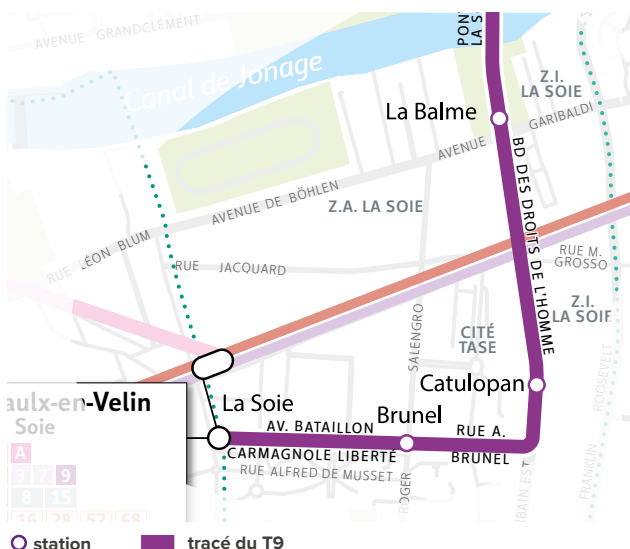 AVENUE GRANDCLÉMENT
PONT
LA S
Canal de Jonage
Z.I.
LA SOIE
La Balme
AVENUE GARIBALDI
BD DES DROITS DE L'HOMME
AVENUE DE BÖHLEN
Z.A. LA SOIE
RUE LÉON BLUM
RUE JACQUARD
RUE M.
GROSSO
Z.I.
LA SOIE
SALENGRO
CITÉ
TASE
ROOSEVELT
Catulopan
aulx-en-Velin
Soie
La Soie
Brunel
AV. BATAILLON
RUE A.
CARMAGNOLE LIBERTÉ
BRUNEL
RUE ALFRED DE MUSSET
A
3 7 9
8 15
16 28 52 68
ROGER
BAIN EST
FRANKLIN
station
tracé du T9